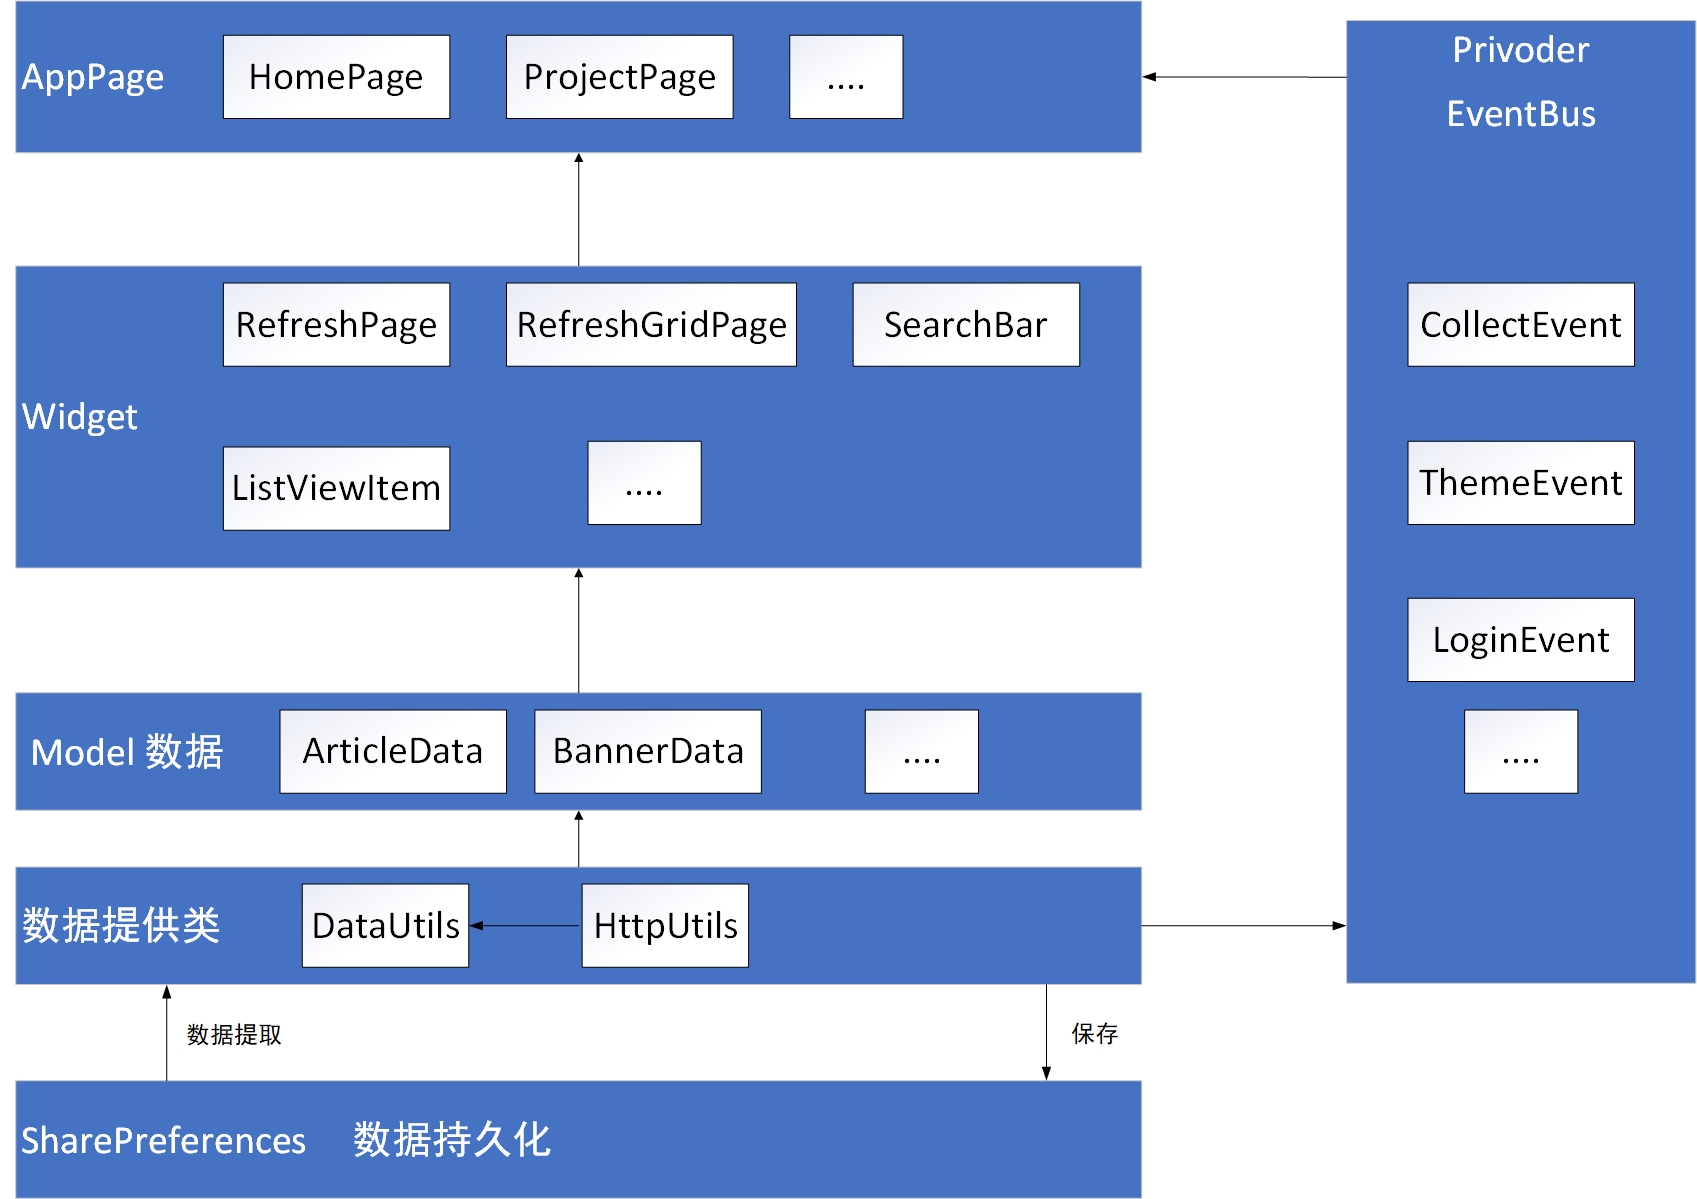 AppPage
HomePage
ProjectPage
....
Privoder
EventBus
Widget
RefreshPage
RefreshGridPage
SearchBar
ListViewItem
....
CollectEvent
ThemeEvent
LoginEvent
....
Model 数据
ArticleData
BannerData
....
数据提供类
DataUtils
HttpUtils
数据提取
保存
SharePreferences 数据持久化